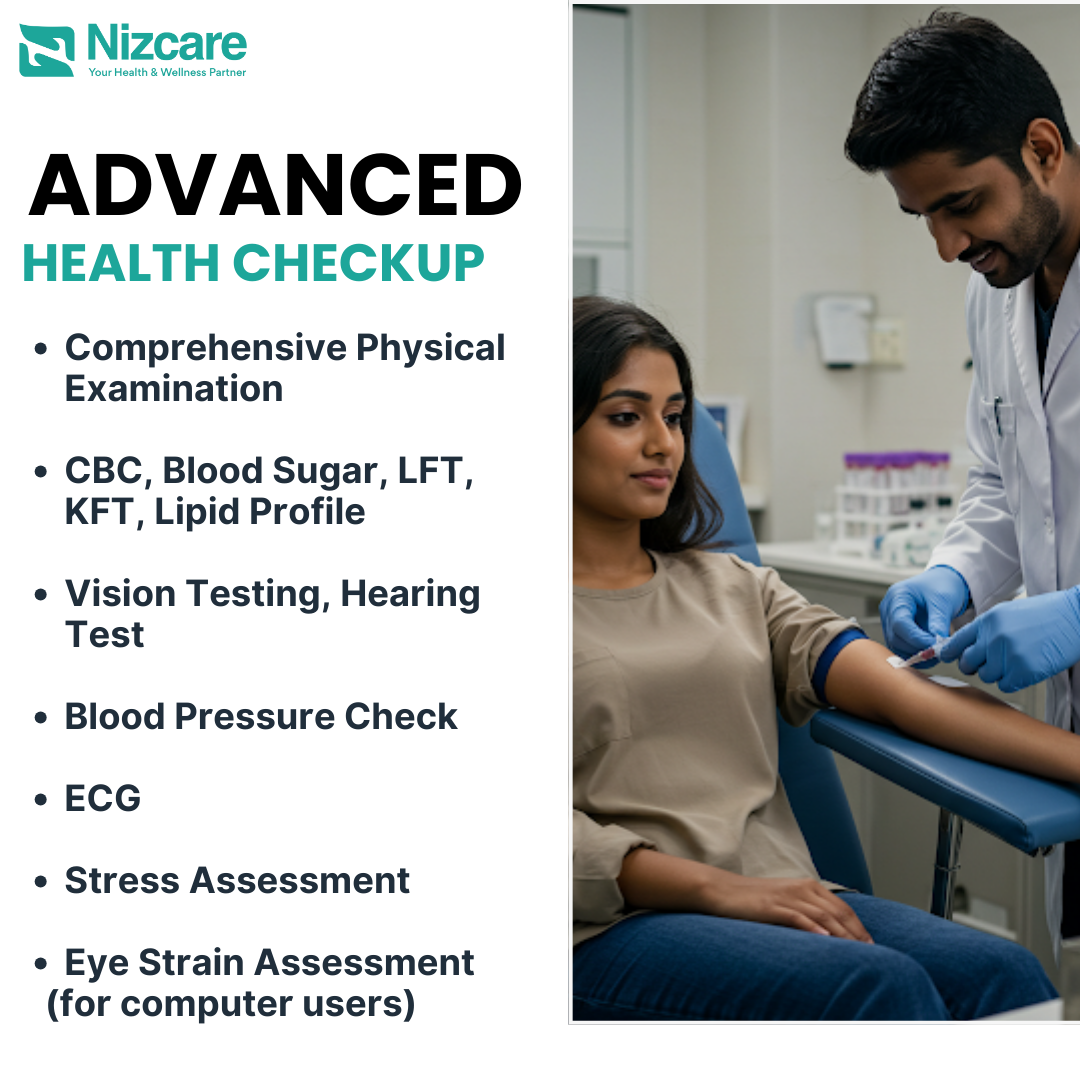 Nizcare
Your Health & Wellness Partner
ADVANCED
HEALTH CHECKUP
• Comprehensive Physical
Examination
• CBC, Blood Sugar, LFT,
KFT, Lipid Profile
• Vision Testing, Hearing
Test
• Blood Pressure Check
• ECG
• Stress Assessment
• Eye Strain Assessment
(for computer users)